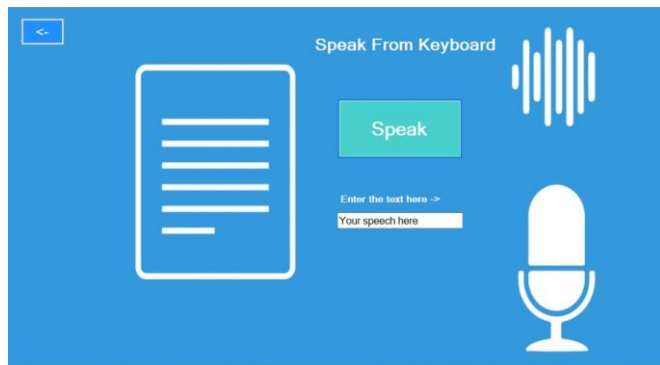 <-
Speak From Keyboard
Speak
Enter the text here ->
Your speech here